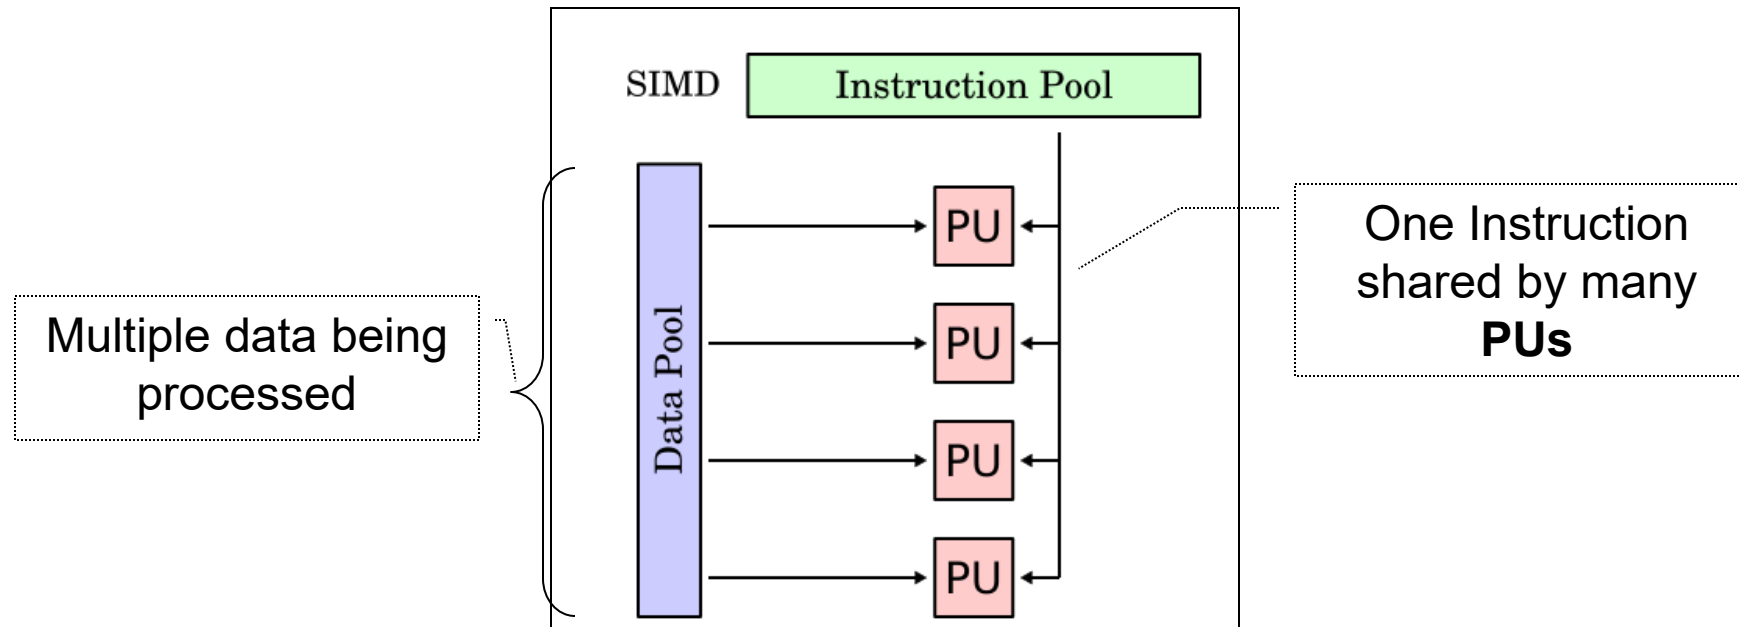 SIMD
Instruction Pool
Data Pool
PU
PU
PU
PU
Multiple data being
processed
One Instruction
shared by many
PUs